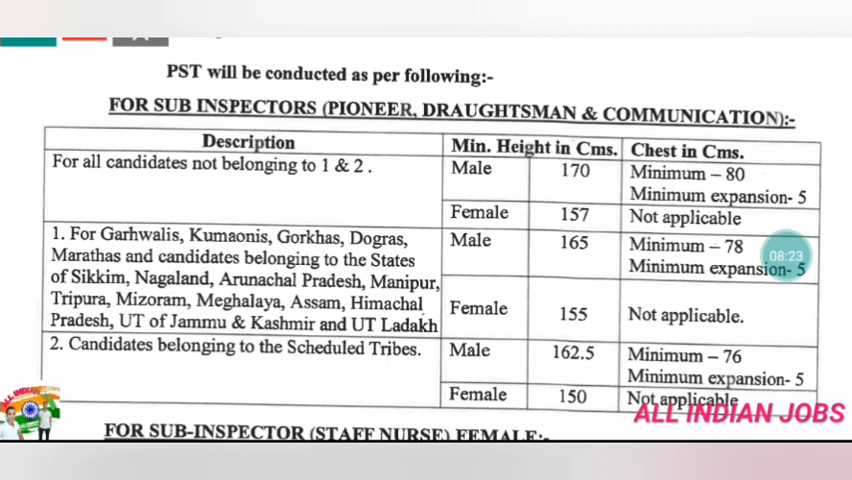 PST will be conducted as per following:-
FOR SUB INSPECTORS (PIONEER, DRAUGHTSMAN & COMMUNICATION):-
Description Min. Height in Cms. Chest in Cms.
For all candidates not belonging to 1 & 2 . Male 170 Minimum – 80
Minimum expansion- 5
Female 157 Not applicable
1. For Garhwalis, Kumaonis, Gorkhas, Dogras, Male 165 Minimum – 78
Marathas and candidates belonging to the States Minimum expansion- 5
08:23
of Sikkim, Nagaland, Arunachal Pradesh, Manipur,
Tripura, Mizoram, Meghalaya, Assam, Himachal Female 155 Not applicable.
Pradesh, UT of Jammu & Kashmir and UT Ladakh
2. Candidates belonging to the Scheduled Tribes. Male 162.5 Minimum – 76
Minimum expansion- 5
Female 150 Not applicable
ALL INDIAN JOBS
FOR SUB-INSPECTOR (STAFF NURSE) FEMALE:-